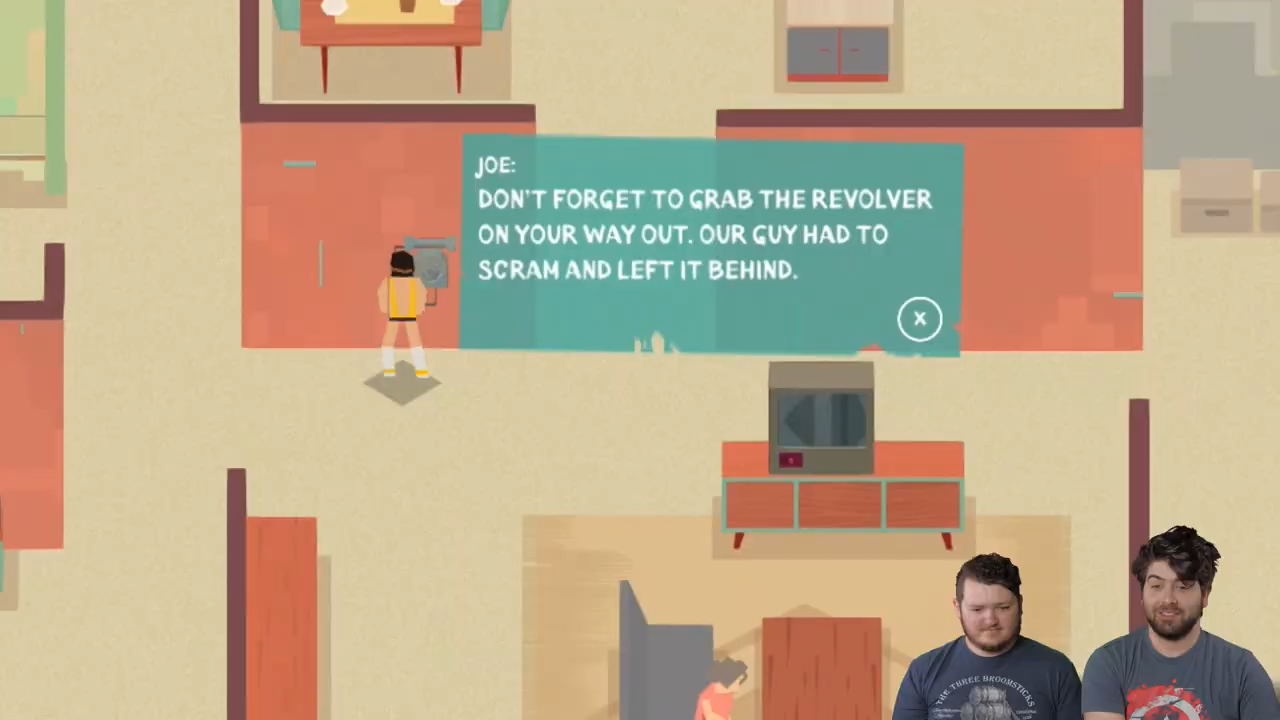 JOE:
DON'T FORGET TO GRAB THE REVOLVER
ON YOUR WAY OUT. OUR GUY HAD TO
SCRAM AND LEFT IT BEHIND.
X
THE THREE BROOMSTICKS